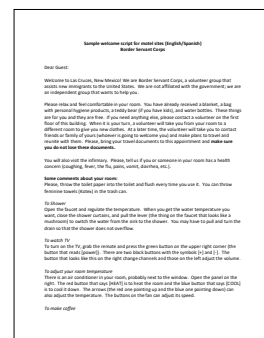 Sample welcome script for motel sites (English/Spanish)
Border Servant Corps
Dear Guest:
Welcome to Las Cruces, New Mexico! We are Border Servant Corps, a volunteer group that
assists new immigrants to the United States. We are not affiliated with the government; we are
an independent group that wants to help you.
Please relax and feel comfortable in your room. You have already received a blanket, a bag
with personal hygiene products, a teddy bear (if you have kids), and water bottles. These things
are for you and they are free. If you need anything else, please contact a volunteer on the first
floor of this building. When it is your turn, a volunteer will take you from your room to a
different room to give you new clothes. At a later time, the volunteer will take you to contact
friends or family of yours (whoever is going to welcome you) and make plans to travel and
reunite with them. Please, bring your travel documents to this appointment and make sure
you do not lose these documents.
You will also visit the infirmary. Please, tell us if you or someone in your room has a health
concern (coughing, fever, the flu, pains, vomit, diarrhea, etc.).
Some comments about your room:
Please, throw the toilet paper into the toilet and flush every time you use it. You can throw
feminine towels (Kotex) in the trash can.
To Shower
Open the faucet and regulate the temperature. When you get the water temperature you
want, close the shower curtains, and pull the lever (the thing on the faucet that looks like a
mushroom) to switch the water from the sink to the shower. You may have to pull and turn the
drain so that the shower does not overflow.
To watch TV
To turn on the TV, grab the remote and press the green button on the upper right corner (the
button that reads [power]). There are two black buttons with the symbols [+] and [-]. The
button that looks like this on the right change channels and those on the left adjust the volume.
To adjust your room temperature
There is an air conditioner in your room, probably next to the window. Open the panel on the
right. The red button that says [HEAT] is to heat the room and the blue button that says [COOL]
is to cool it down. The arrows (the red one pointing up and the blue one pointing down) can
also adjust the temperature. The buttons on the fan can adjust its speed.
To make coffee